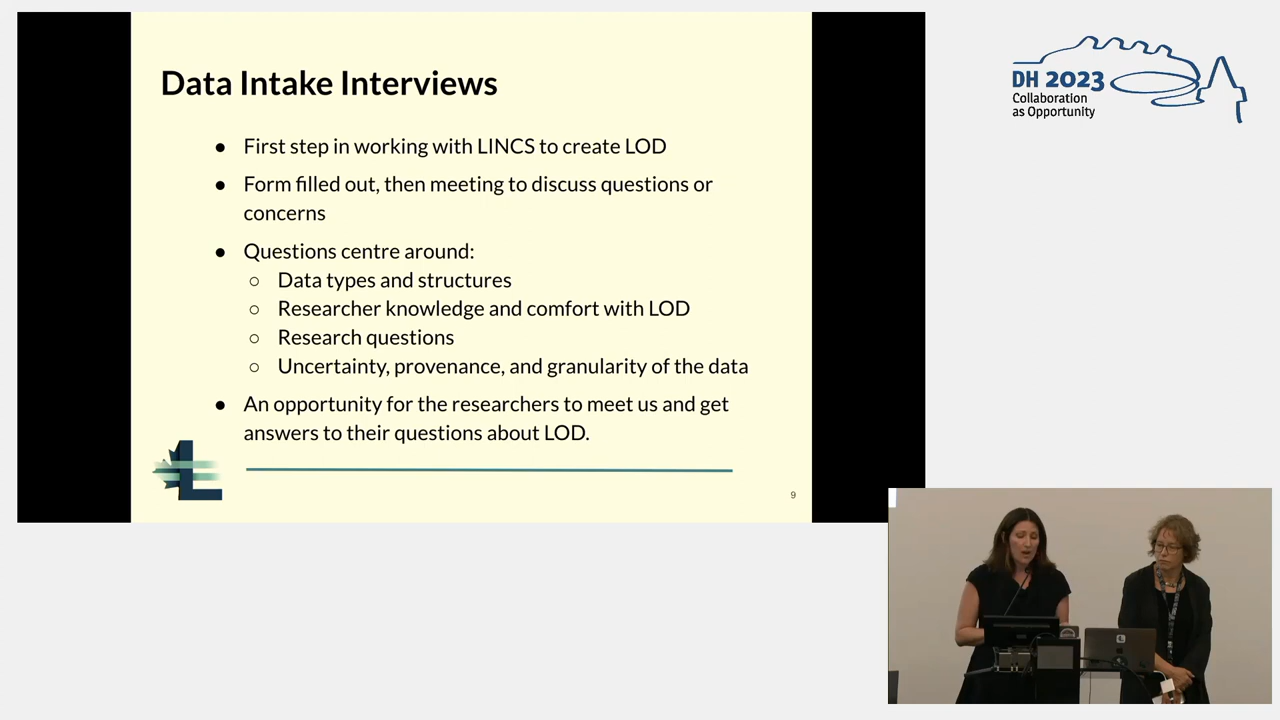 Data Intake Interviews
● First step in working with LINCS to create LOD
● Form filled out, then meeting to discuss questions or
concerns
● Questions centre around:
○ Data types and structures
○ Researcher knowledge and comfort with LOD
○ Research questions
○ Uncertainty, provenance, and granularity of the data
● An opportunity for the researchers to meet us and get
answers to their questions about LOD.
9
DH 2023
Collaboration
as Opportunity